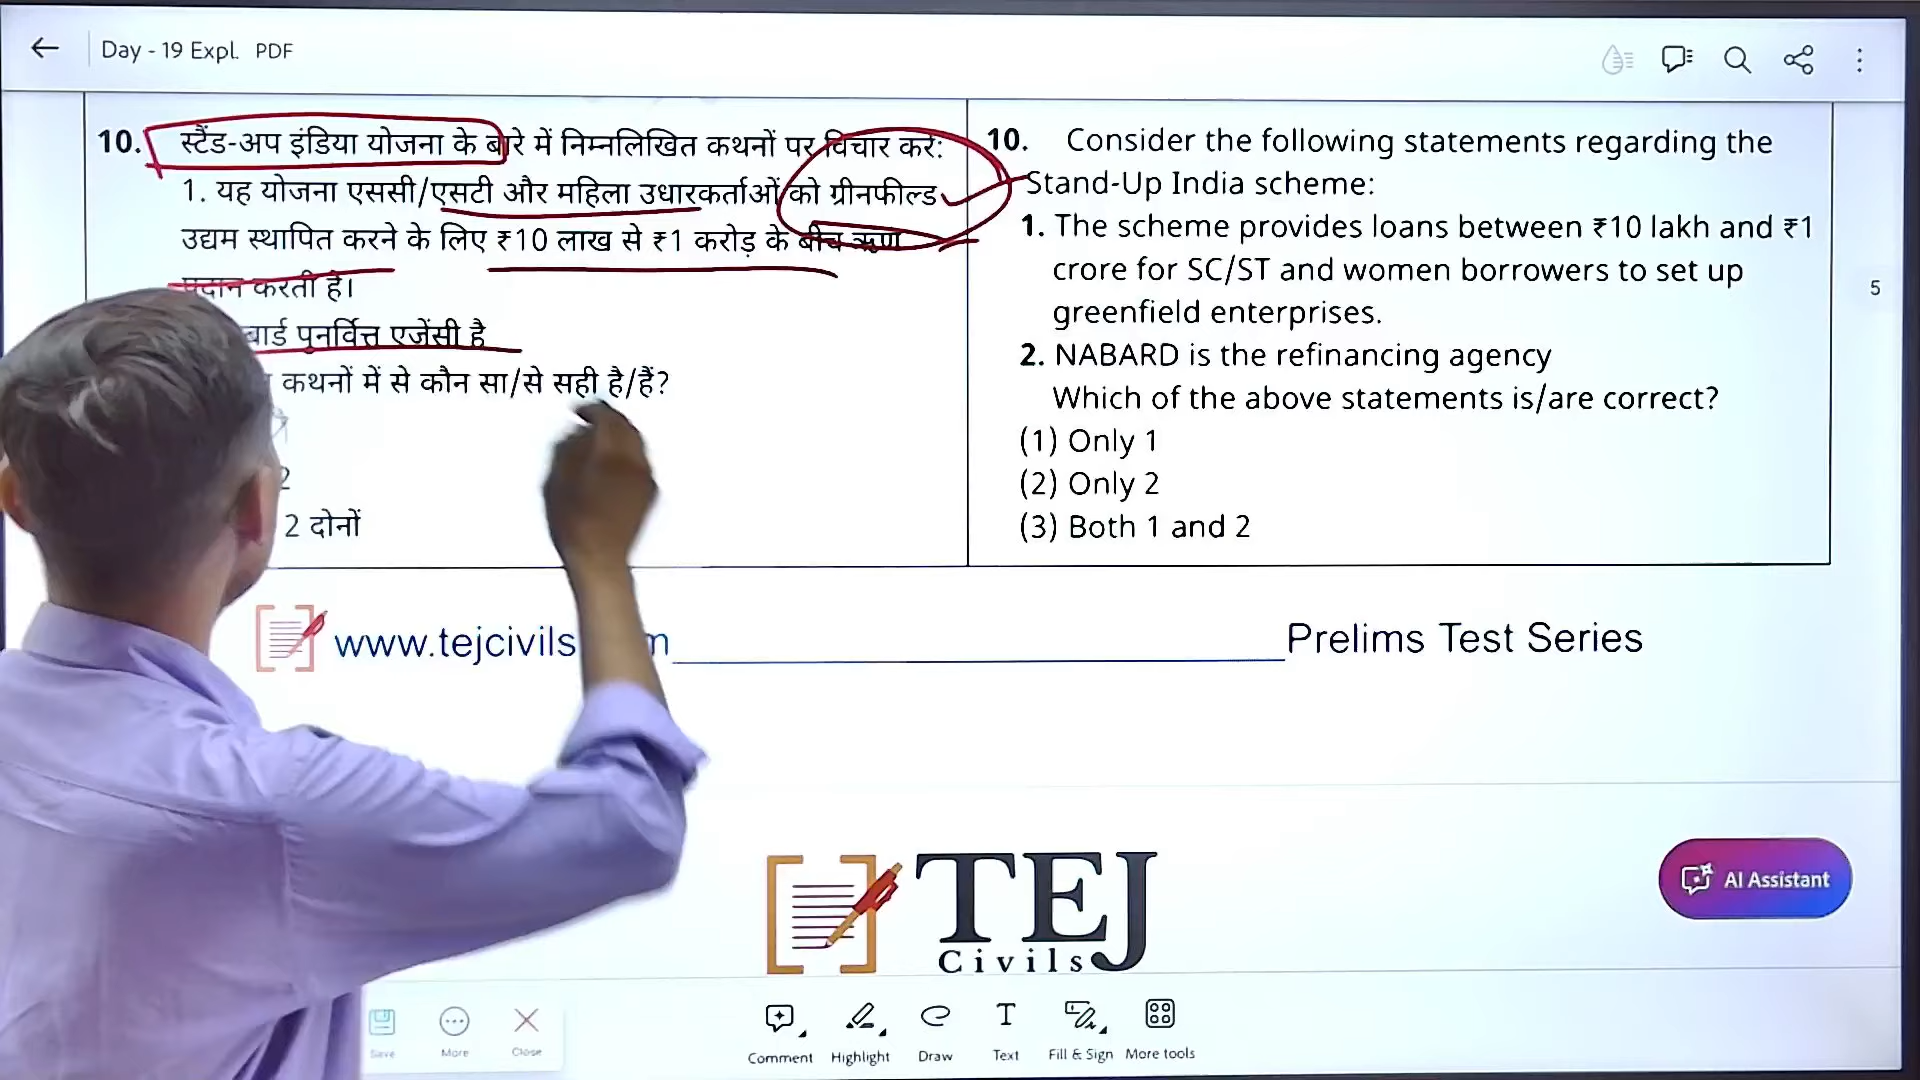 Day - 19 Expl. PDF
10. स्टैंड-अप इंडिया योजना के बारे में निम्नलिखित कथनों पर विचार करें:
1. यह योजना एससी/एसटी और महिला उधारकर्ताओं को ग्रीनफील्ड
उद्यम स्थापित करने के लिए ₹10 लाख से ₹1 करोड़ के बीच ऋण
प्रदान करती है।
पुनर्वित्त एजेंसी है
कथनों में से कौन सा/से सही है/हैं?
2
2 दोनों
10. Consider the following statements regarding the
Stand-Up India scheme:
1. The scheme provides loans between ₹10 lakh and ₹1
crore for SC/ST and women borrowers to set up
greenfield enterprises.
2. NABARD is the refinancing agency
Which of the above statements is/are correct?
(1) Only 1
(2) Only 2
(3) Both 1 and 2
5
www.tejcivils
Prelims Test Series
TEJ
Civils
AI Assistant
Save More Close
Comment Highlight Draw Text Fill & Sign More tools